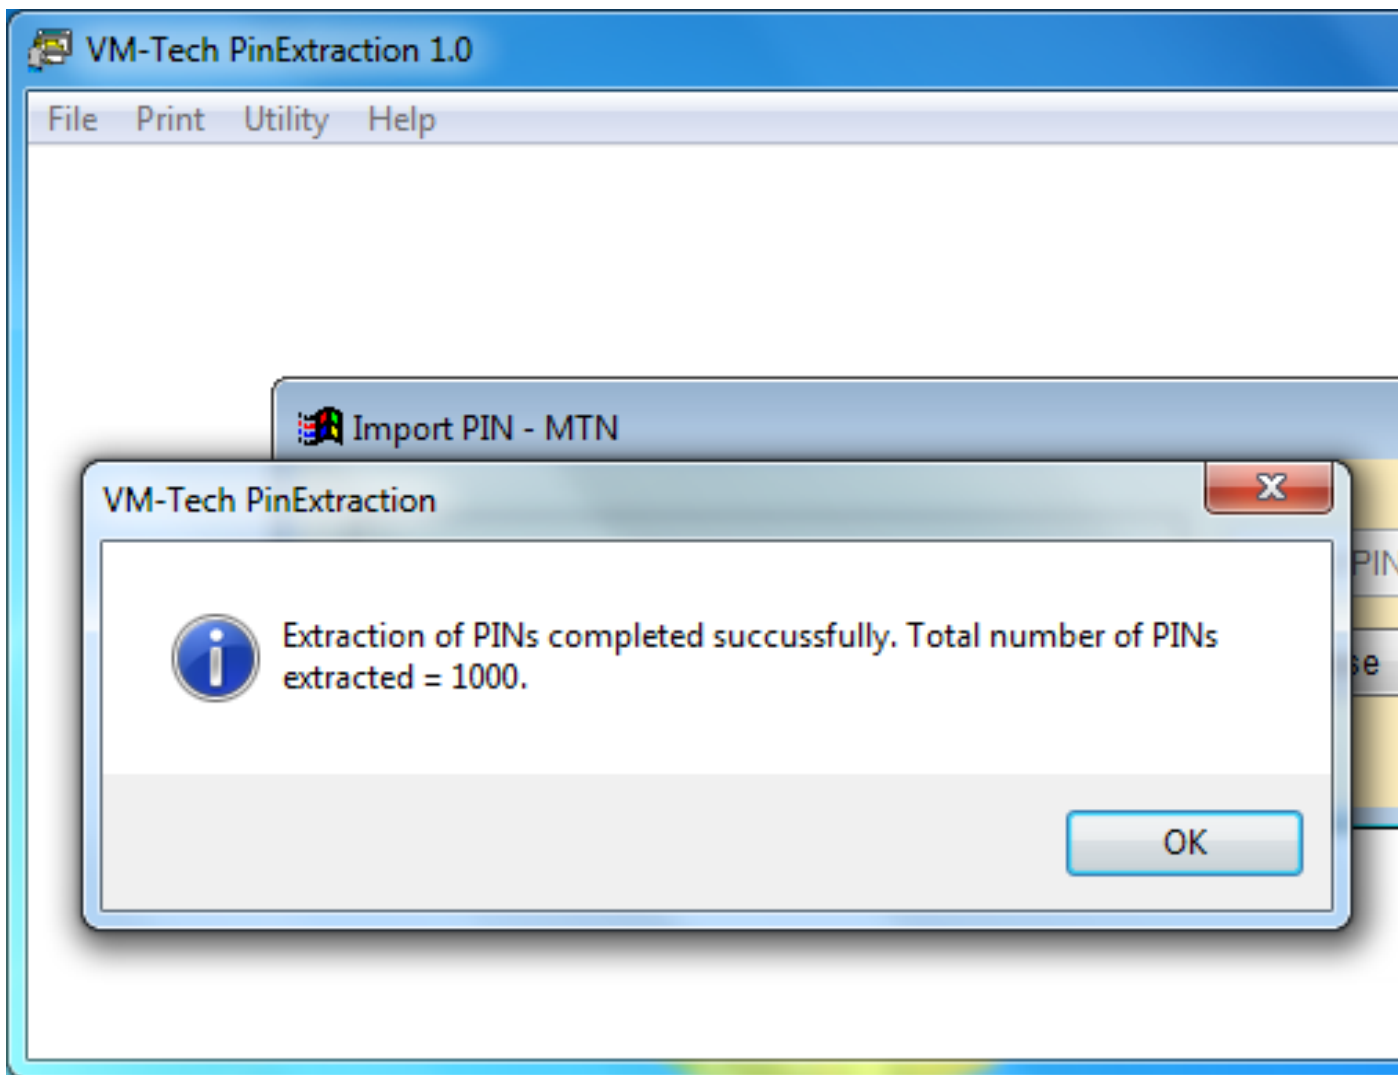 VM-Tech PinExtraction 1.0
File Print Utility Help
Import PIN - MTN
VM-Tech PinExtraction
PIN
Extraction of PINs completed succussfully. Total number of PINs
extracted = 1000.
OK